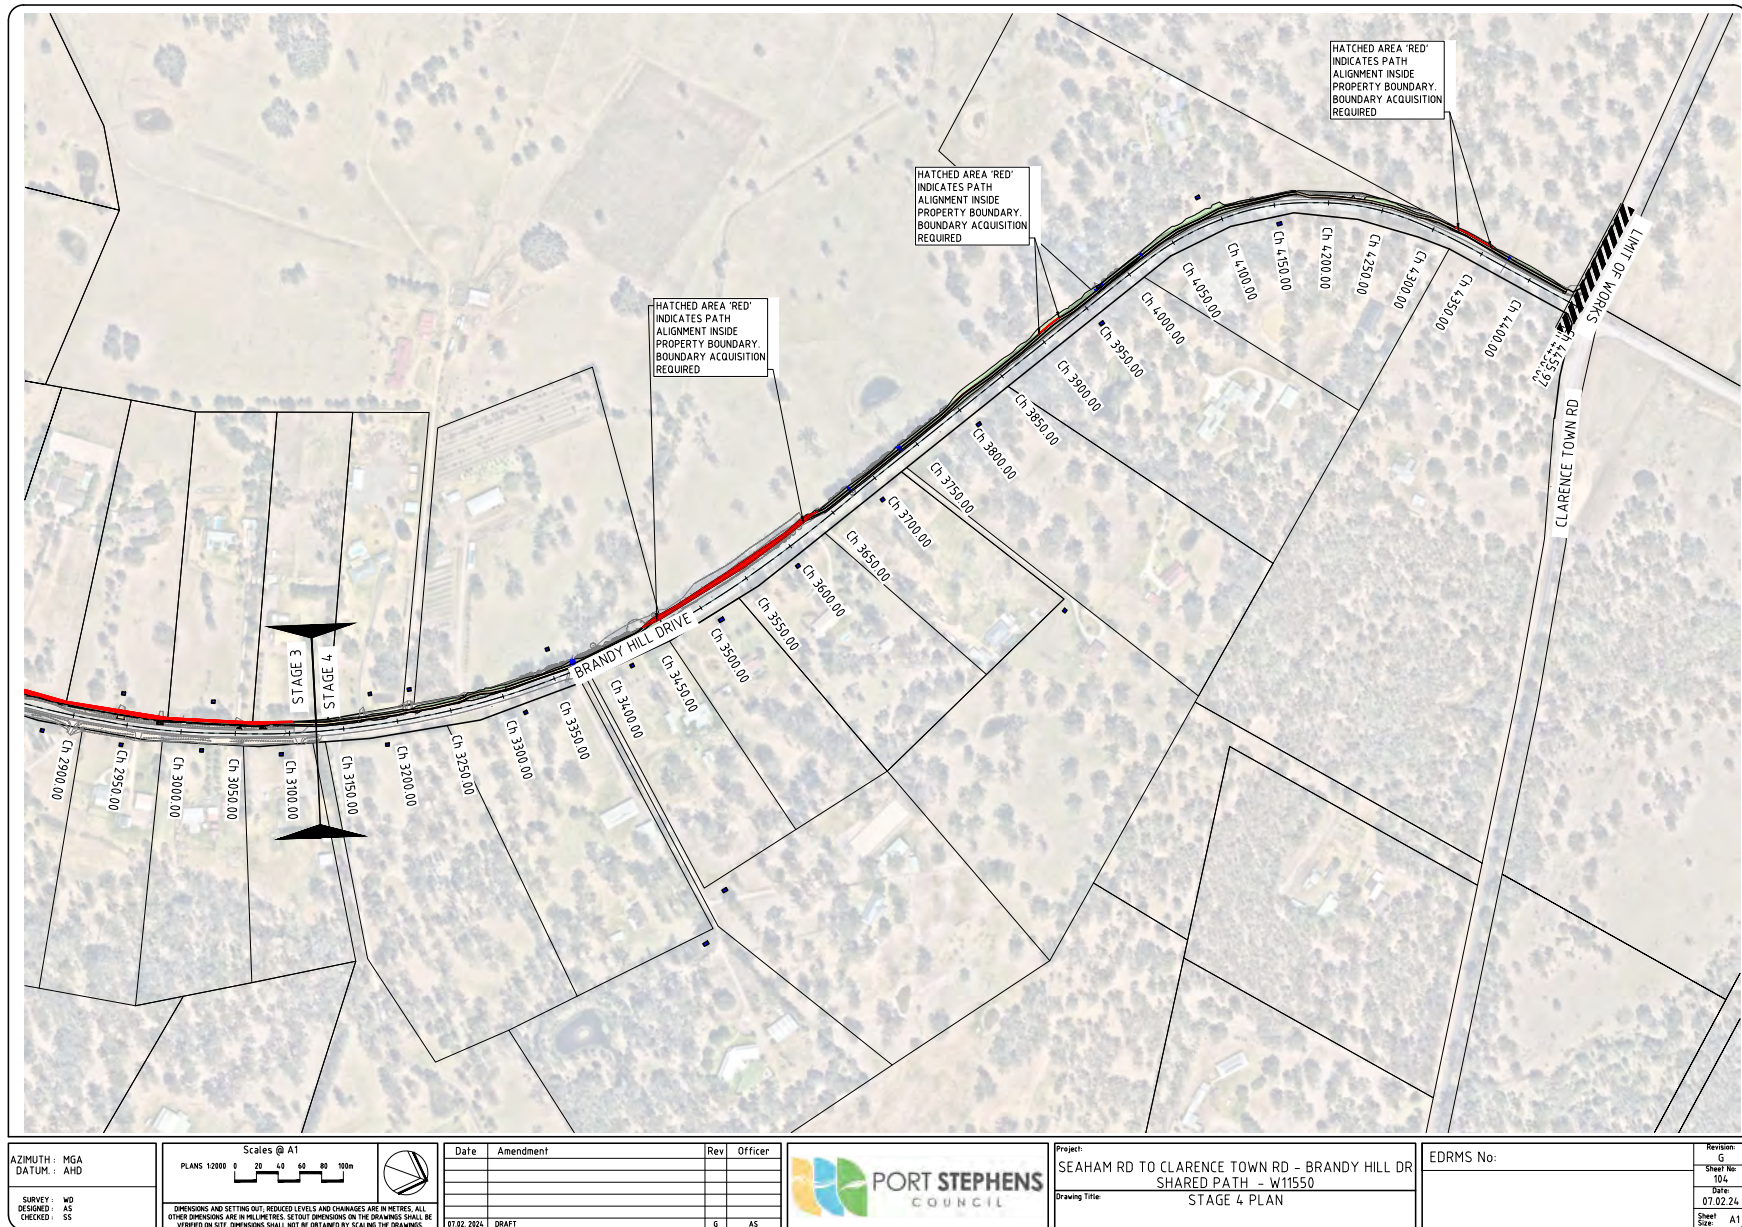 HATCHED AREA 'RED'
INDICATES PATH
ALIGNMENT INSIDE
PROPERTY BOUNDARY.
BOUNDARY ACQUISITION
REQUIRED
HATCHED AREA 'RED'
INDICATES PATH
ALIGNMENT INSIDE
PROPERTY BOUNDARY.
BOUNDARY ACQUISITION
REQUIRED
HATCHED AREA 'RED'
INDICATES PATH
ALIGNMENT INSIDE
PROPERTY BOUNDARY.
BOUNDARY ACQUISITION
REQUIRED
STAGE 3
STAGE 4
BRANDY HILL DRIVE
LIMIT OF WORKS
CLARENCE TOWN RD
Ch 2900.00
Ch 2950.00
Ch 3000.00
Ch 3050.00
Ch 3100.00
Ch 3150.00
Ch 3200.00
Ch 3250.00
Ch 3300.00
Ch 3350.00
Ch 3400.00
Ch 3450.00
Ch 3500.00
Ch 3550.00
Ch 3600.00
Ch 3650.00
Ch 3700.00
Ch 3750.00
Ch 3800.00
Ch 3850.00
Ch 3900.00
Ch 3950.00
Ch 4000.00
Ch 4050.00
Ch 4100.00
Ch 4150.00
Ch 4200.00
Ch 4250.00
Ch 4300.00
Ch 4350.00
Ch 4400.00
Ch 4455.97
AZIMUTH : MGA
DATUM. : AHD
SURVEY : WD
DESIGNED : AS
CHECKED : SS
Scales @ A1
PLANS 1:2000 0 20 40 60 80 100m
DIMENSIONS AND SETTING OUT; REDUCED LEVELS AND CHAINAGES ARE IN METRES, ALL
OTHER DIMENSIONS ARE IN MILLIMETRES. SETOUT DIMENSIONS ON THE DRAWINGS SHALL BE
VERIFIED ON SITE. DIMENSIONS SHALL NOT BE OBTAINED BY SCALING THE DRAWINGS.
Date Amendment Rev Officer
07.02. 2024 DRAFT G AS
PORT STEPHENS
COUNCIL
Project:
SEAHAM RD TO CLARENCE TOWN RD - BRANDY HILL DR
SHARED PATH - W11550
Drawing Title:
STAGE 4 PLAN
EDRMS No:
Revision:
G
Sheet No:
104
Date:
07.02.24
Sheet Size: A1